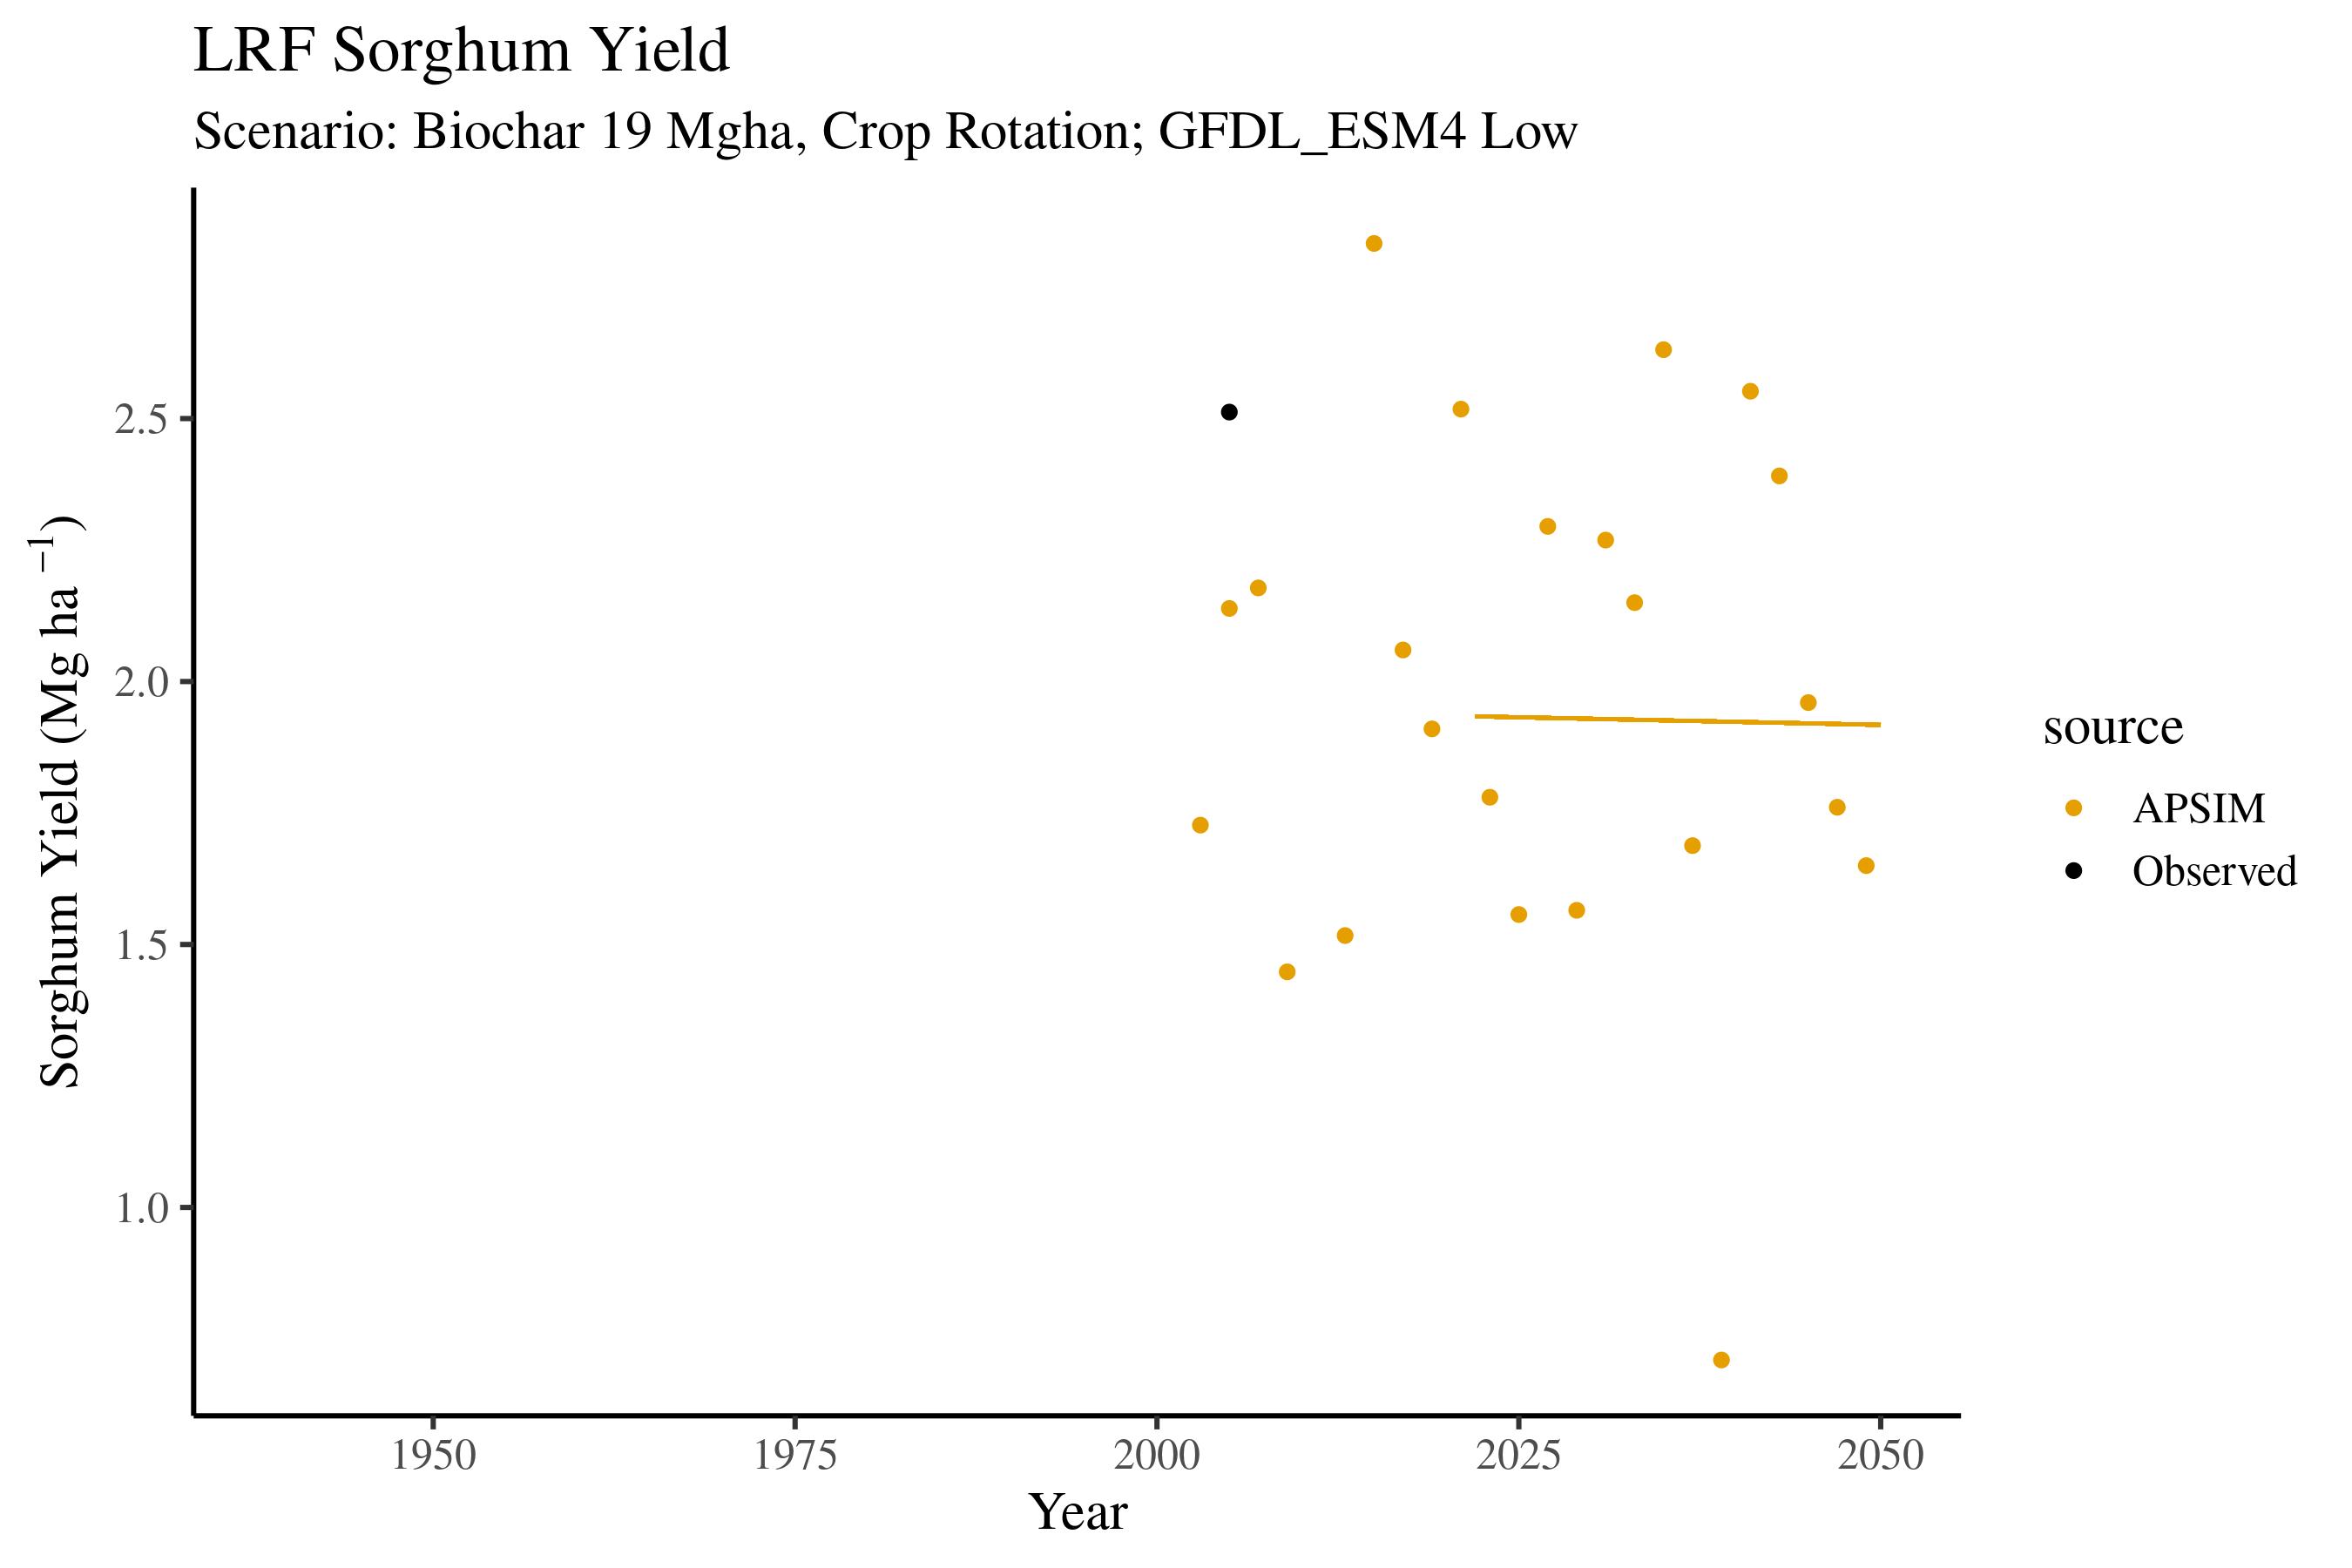 LRF Sorghum Yield
Scenario: Biochar 19 Mgha, Crop Rotation; GFDL_ESM4 Low
Sorghum Yield (Mg ha −1)
2.5
2.0
1.5
1.0
1950 1975 2000 2025 2050
Year
source
APSIM
Observed